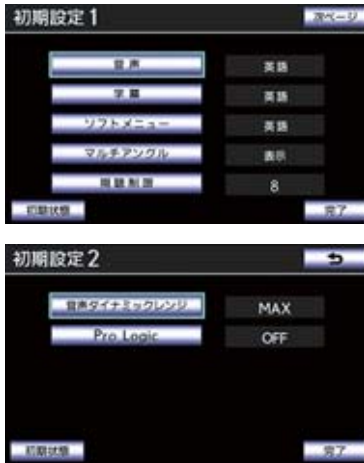 初期設定1
次ページ
音声 英語
字幕 英語
ソフトメニュー 英語
マルチアングル 表示
視聴制限 8
初期状態 完了
初期設定2
音声ダイナミックレンジ MAX
Pro Logic OFF
初期状態 完了